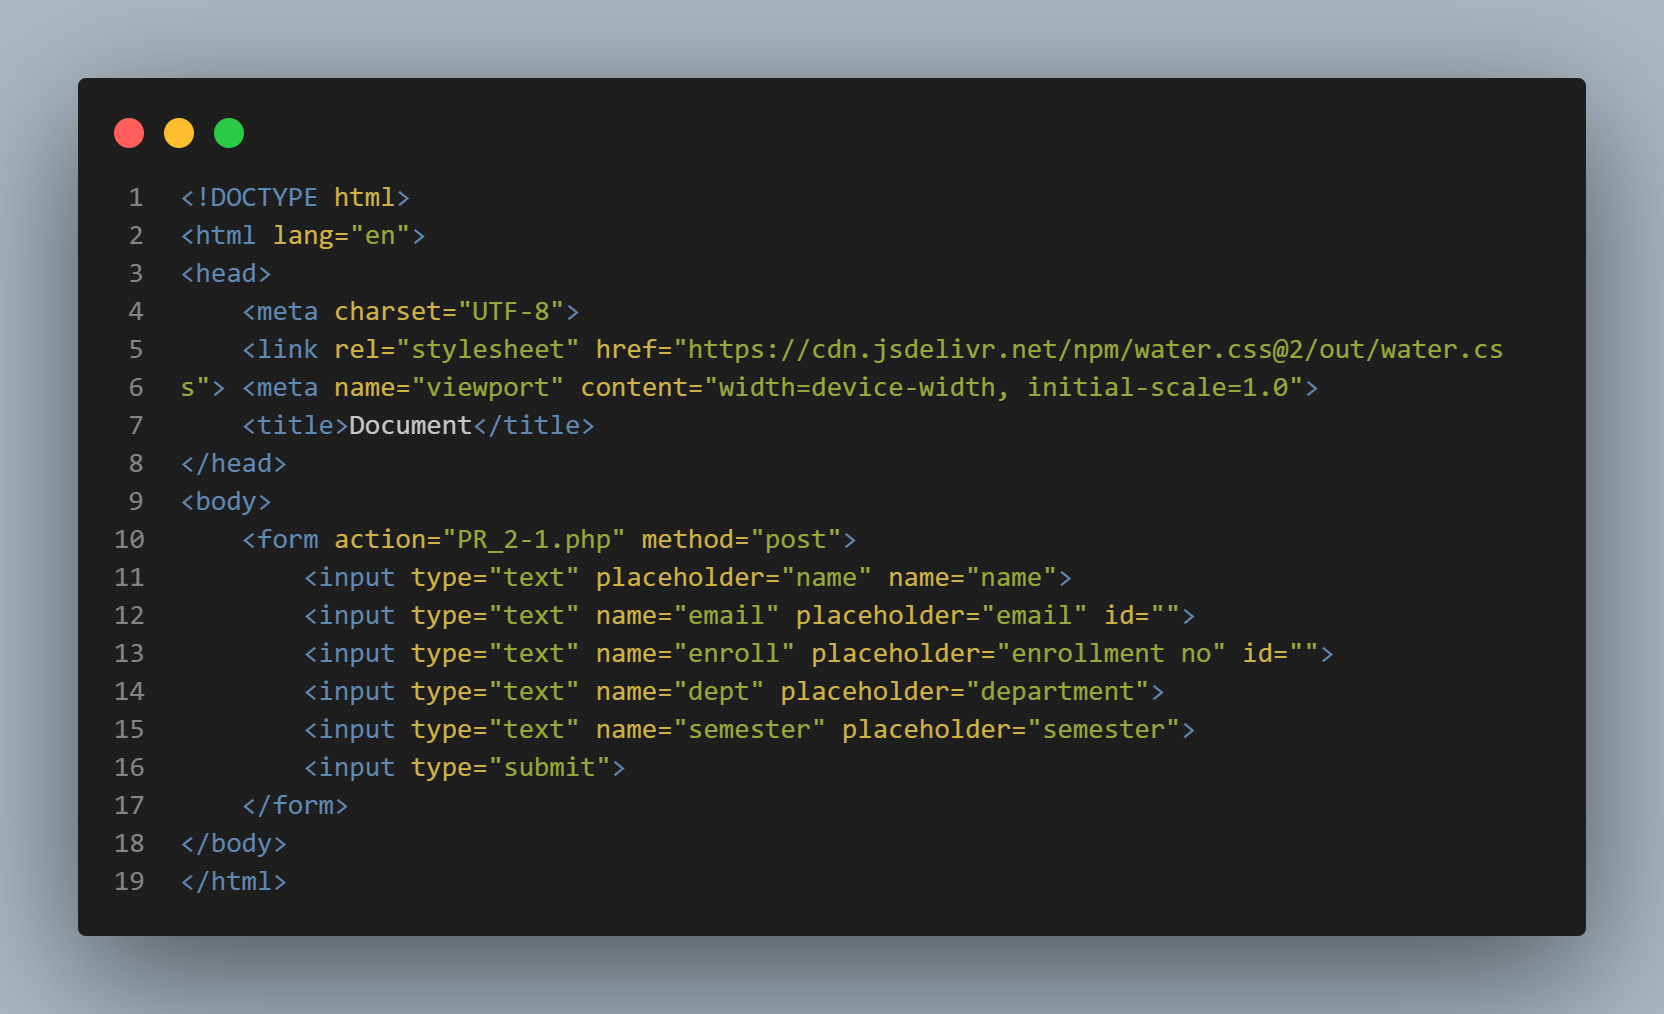 1 <!DOCTYPE html>
2 <html lang="en">
3 <head>
4     <meta charset="UTF-8">
5     <link rel="stylesheet" href="https://cdn.jsdelivr.net/npm/water.css@2/out/water.cs
6 s"> <meta name="viewport" content="width=device-width, initial-scale=1.0">
7     <title>Document</title>
8 </head>
9 <body>
10     <form action="PR_2-1.php" method="post">
11         <input type="text" placeholder="name" name="name">
12         <input type="text" name="email" placeholder="email" id="">
13         <input type="text" name="enroll" placeholder="enrollment no" id="">
14         <input type="text" name="dept" placeholder="department">
15         <input type="text" name="semester" placeholder="semester">
16         <input type="submit">
17     </form>
18 </body>
19 </html>